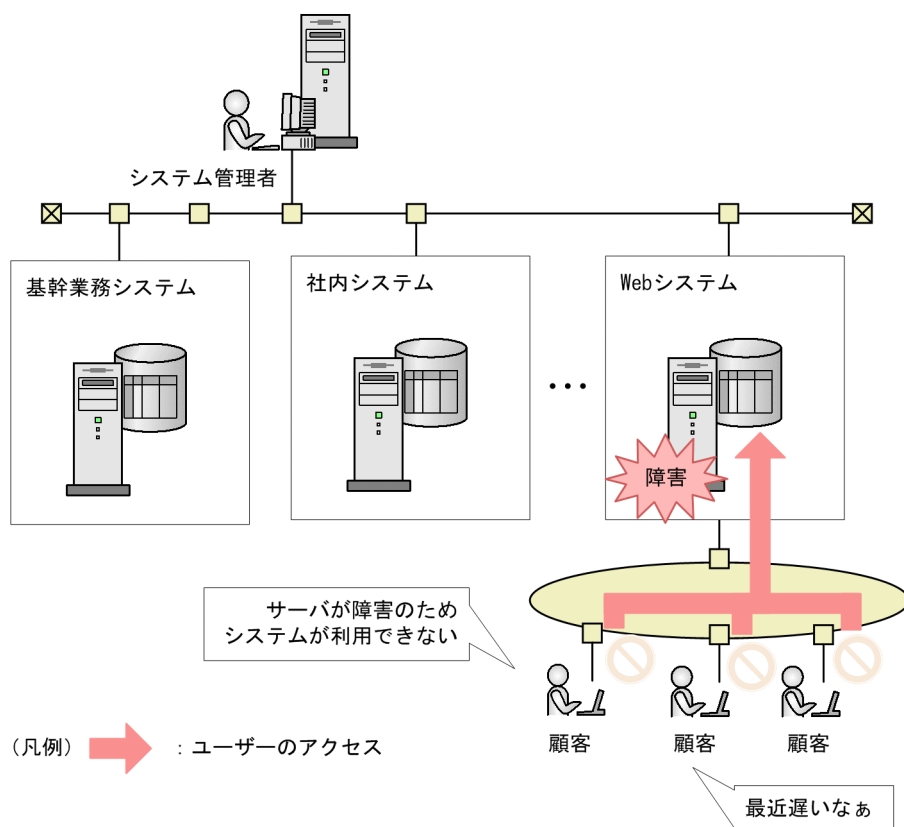 システム管理者
基幹業務システム
社内システム
Webシステム
…
障害
サーバが障害のため
システムが利用できない
顧客
顧客
顧客
(凡例)
：ユーザーのアクセス
最近遅いなぁ